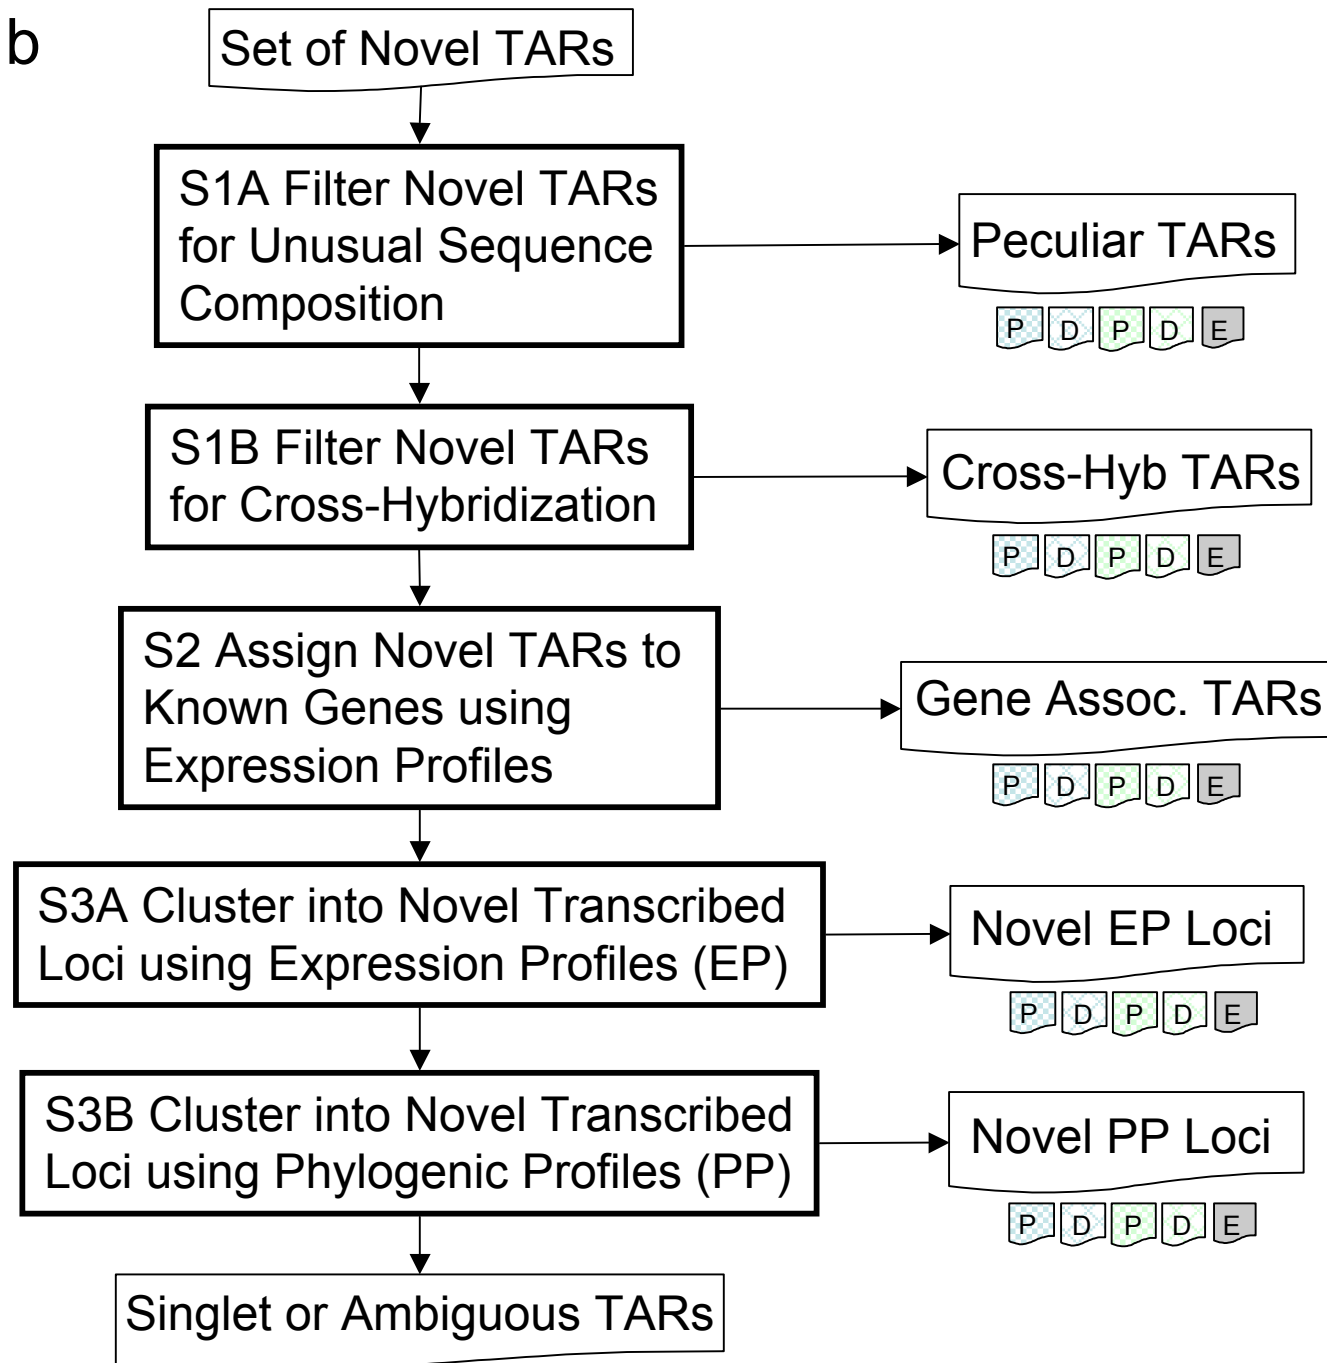 b
Set of Novel TARs
S1A Filter Novel TARs
for Unusual Sequence
Composition
Peculiar TARs
P D P D E
S1B Filter Novel TARs
for Cross-Hybridization
Cross-Hyb TARs
P D P D E
S2 Assign Novel TARs to
Known Genes using
Expression Profiles
Gene Assoc. TARs
P D P D E
S3A Cluster into Novel Transcribed
Loci using Expression Profiles (EP)
Novel EP Loci
P D P D E
S3B Cluster into Novel Transcribed
Loci using Phylogenic Profiles (PP)
Novel PP Loci
P D P D E
Singlet or Ambiguous TARs